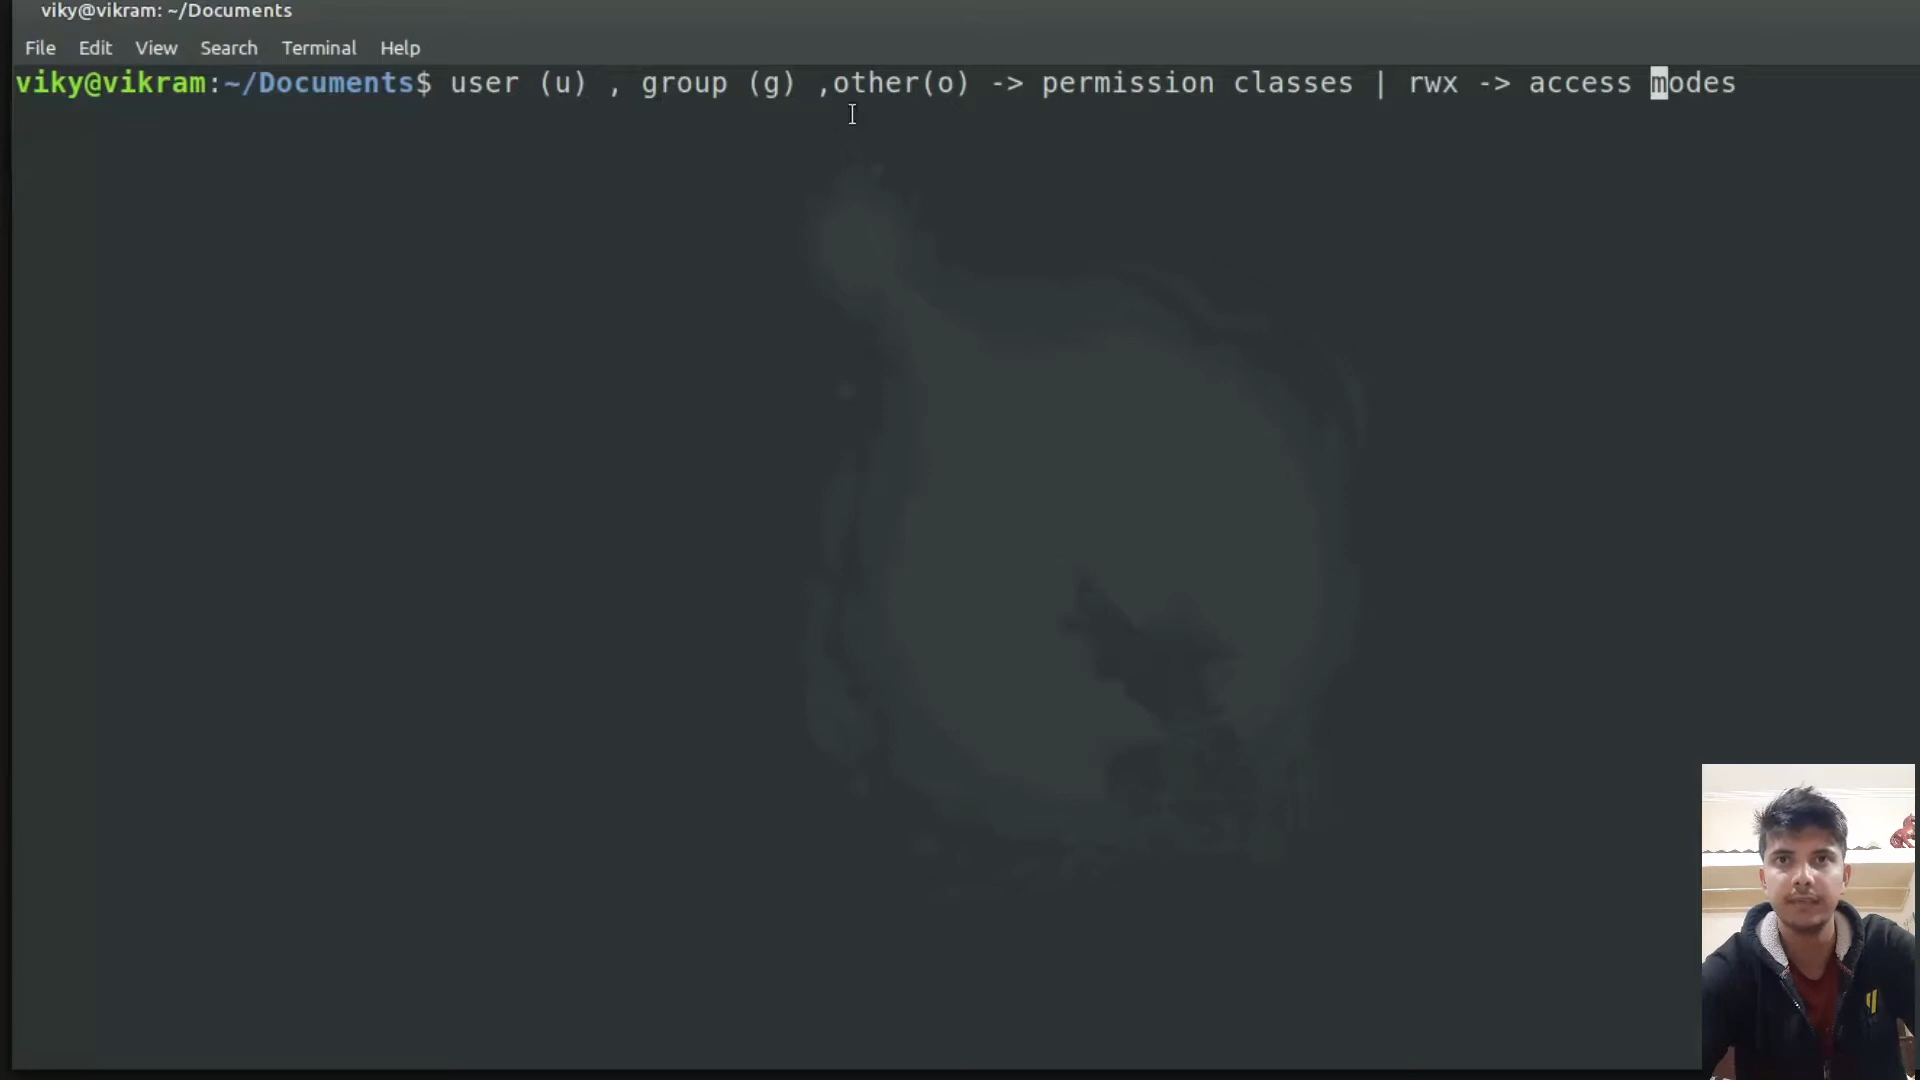 viky@vikram: ~/Documents
File Edit View Search Terminal Help
viky@vikram:~/Documents$ user (u) , group (g) ,other(o) -> permission classes | rwx -> access modes